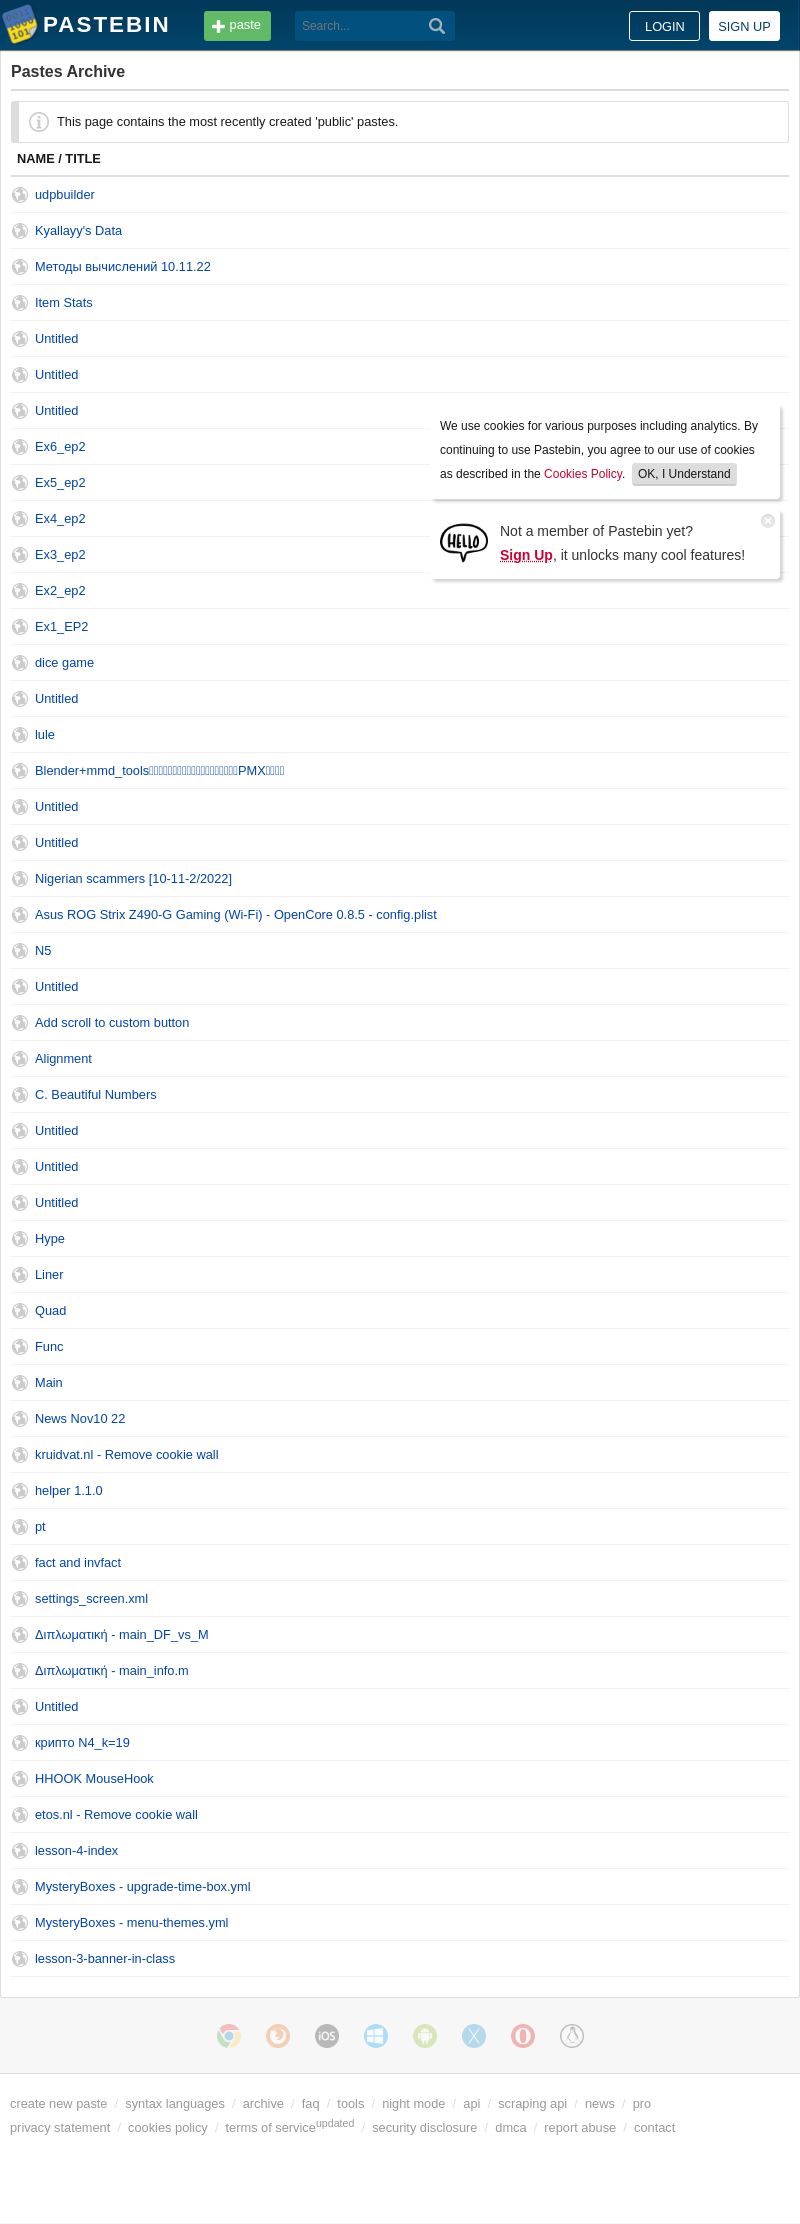 PASTEBIN
paste
Search...
LOGIN
SIGN UP
Pastes Archive
This page contains the most recently created 'public' pastes.
NAME / TITLE
udpbuilder
Kyallayy's Data
Методы вычислений 10.11.22
Item Stats
Untitled
Untitled
Untitled
Ex6_ep2
Ex5_ep2
Ex4_ep2
Ex3_ep2
Ex2_ep2
Ex1_EP2
We use cookies for various purposes including analytics. By
continuing to use Pastebin, you agree to our use of cookies
as described in the Cookies Policy. OK, I Understand
HELLO
Not a member of Pastebin yet?
Sign Up, it unlocks many cool features!
dice game
Untitled
lule
Blender+mmd_tools PMX
Untitled
Untitled
Nigerian scammers [10-11-2/2022]
Asus ROG Strix Z490-G Gaming (Wi-Fi) - OpenCore 0.8.5 - config.plist
N5
Untitled
Add scroll to custom button
Alignment
C. Beautiful Numbers
Untitled
Untitled
Untitled
Hype
Liner
Quad
Func
Main
News Nov10 22
kruidvat.nl - Remove cookie wall
helper 1.1.0
pt
fact and invfact
settings_screen.xml
Διπλωματική - main_DF_vs_M
Διπλωματική - main_info.m
Untitled
крипто N4_k=19
HHOOK MouseHook
etos.nl - Remove cookie wall
lesson-4-index
MysteryBoxes - upgrade-time-box.yml
MysteryBoxes - menu-themes.yml
lesson-3-banner-in-class
iOS
create new paste / syntax languages / archive / faq / tools / night mode / api / scraping api / news / pro
privacy statement / cookies policy / terms of service updated / security disclosure / dmca / report abuse / contact